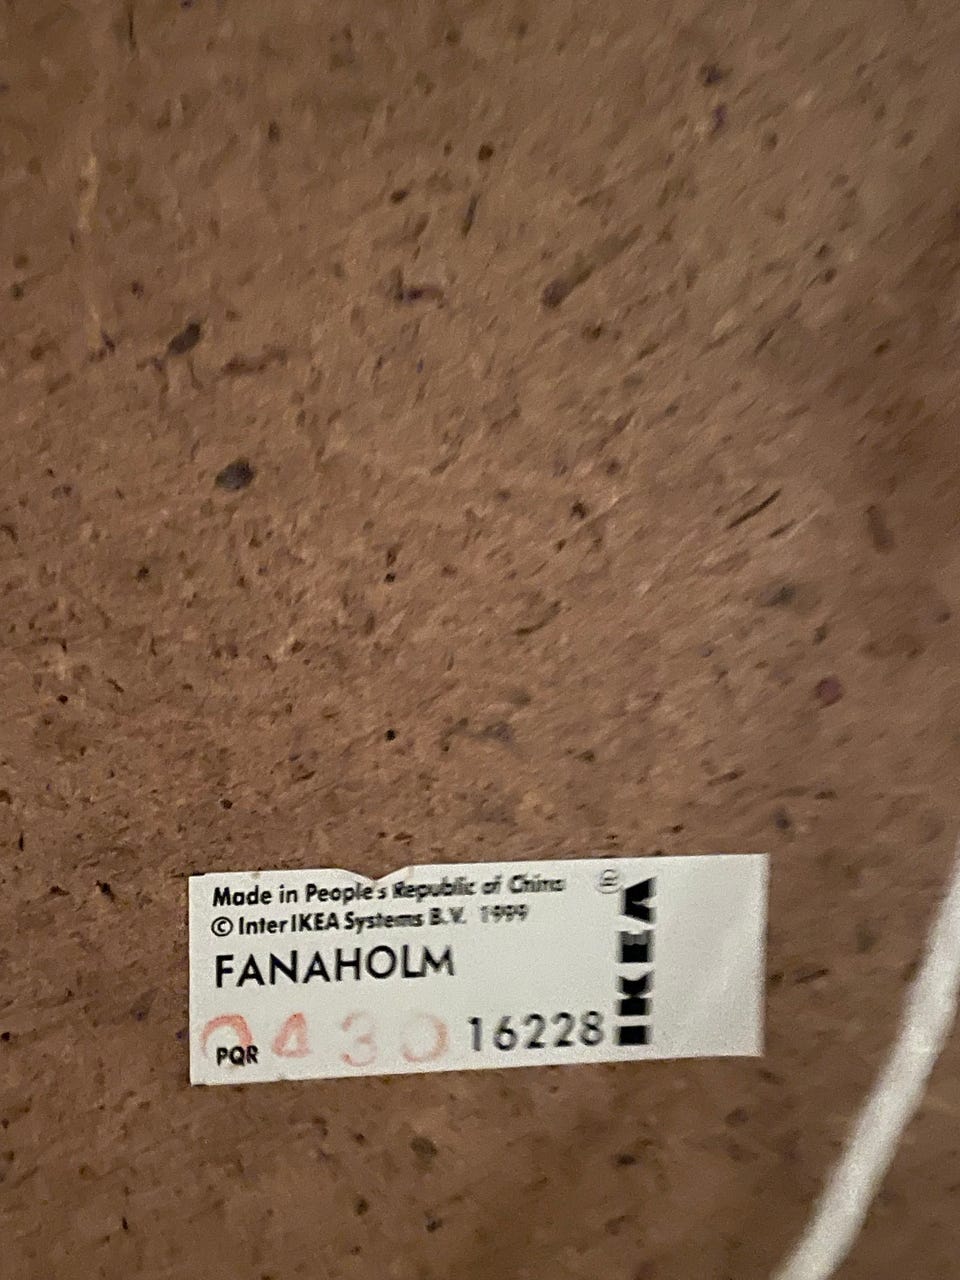 Made in People's Republic of China
© Inter IKEA Systems B.V. 1999
FANAHOLM
0430
PQR
16228
IKEA